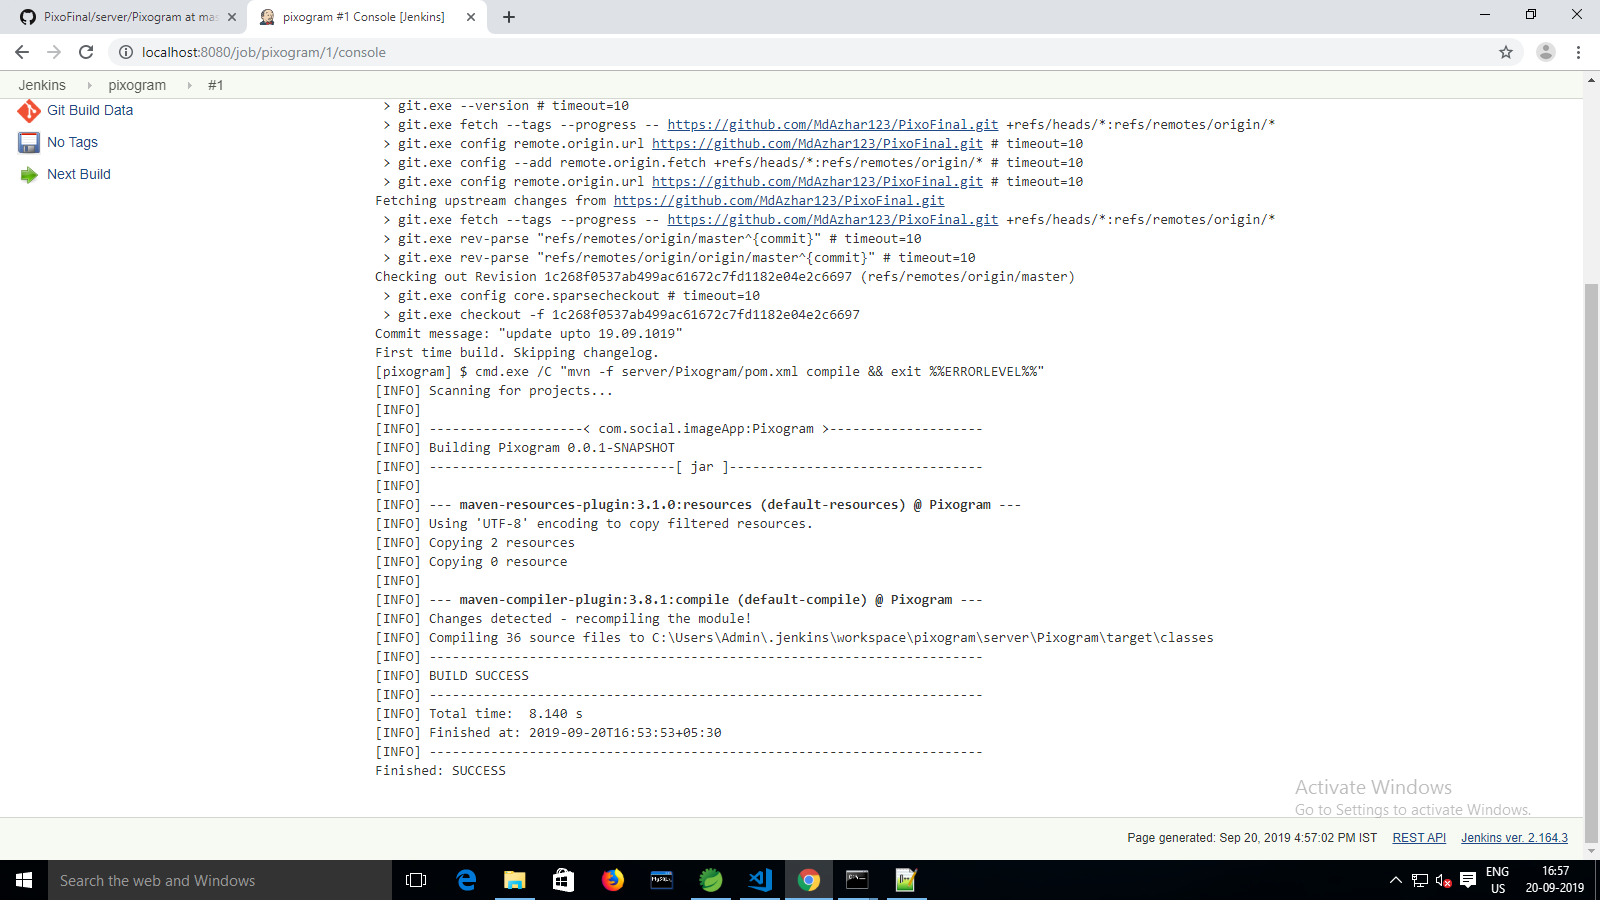 PixoFinal/server/Pixogram at mas
pixogram #1 Console [Jenkins]
localhost:8080/job/pixogram/1/console
Jenkins pixogram #1
Git Build Data
No Tags
Next Build
> git.exe --version # timeout=10
> git.exe fetch --tags --progress -- https://github.com/MdAzhar123/PixoFinal.git +refs/heads/*:refs/remotes/origin/*
> git.exe config remote.origin.url https://github.com/MdAzhar123/PixoFinal.git # timeout=10
> git.exe config --add remote.origin.fetch +refs/heads/*:refs/remotes/origin/* # timeout=10
> git.exe config remote.origin.url https://github.com/MdAzhar123/PixoFinal.git # timeout=10
Fetching upstream changes from https://github.com/MdAzhar123/PixoFinal.git
> git.exe fetch --tags --progress -- https://github.com/MdAzhar123/PixoFinal.git +refs/heads/*:refs/remotes/origin/*
> git.exe rev-parse "refs/remotes/origin/master^{commit}" # timeout=10
> git.exe rev-parse "refs/remotes/origin/origin/master^{commit}" # timeout=10
Checking out Revision 1c268f0537ab499ac61672c7fd1182e04e2c6697 (refs/remotes/origin/master)
> git.exe config core.sparsecheckout # timeout=10
> git.exe checkout -f 1c268f0537ab499ac61672c7fd1182e04e2c6697
Commit message: "update upto 19.09.1019"
First time build. Skipping changelog.
[pixogram] $ cmd.exe /C "mvn -f server/Pixogram/pom.xml compile && exit %%ERRORLEVEL%%"
[INFO] Scanning for projects...
[INFO]
[INFO] --------------------< com.social.imageApp:Pixogram >--------------------
[INFO] Building Pixogram 0.0.1-SNAPSHOT
[INFO] --------------------------------[ jar ]---------------------------------
[INFO]
[INFO] --- maven-resources-plugin:3.1.0:resources (default-resources) @ Pixogram ---
[INFO] Using 'UTF-8' encoding to copy filtered resources.
[INFO] Copying 2 resources
[INFO] Copying 0 resource
[INFO]
[INFO] --- maven-compiler-plugin:3.8.1:compile (default-compile) @ Pixogram ---
[INFO] Changes detected - recompiling the module!
[INFO] Compiling 36 source files to C:\Users\Admin\.jenkins\workspace\pixogram\server\Pixogram\target\classes
[INFO] ------------------------------------------------------------------------
[INFO] BUILD SUCCESS
[INFO] ------------------------------------------------------------------------
[INFO] Total time:  8.140 s
[INFO] Finished at: 2019-09-20T16:53:53+05:30
[INFO] ------------------------------------------------------------------------
Finished: SUCCESS
Activate Windows
Go to Settings to activate Windows.
Page generated: Sep 20, 2019 4:57:02 PM IST REST API Jenkins ver. 2.164.3
Search the web and Windows
MySQL
ENG
US
16:57
20-09-2019